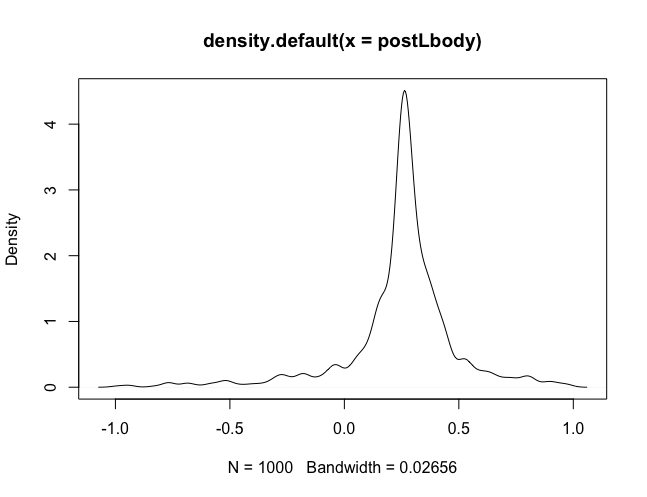 density.default(x = postLbody)
Density
4
3
2
1
0
-1.0 -0.5 0.0 0.5 1.0
N = 1000 Bandwidth = 0.02656